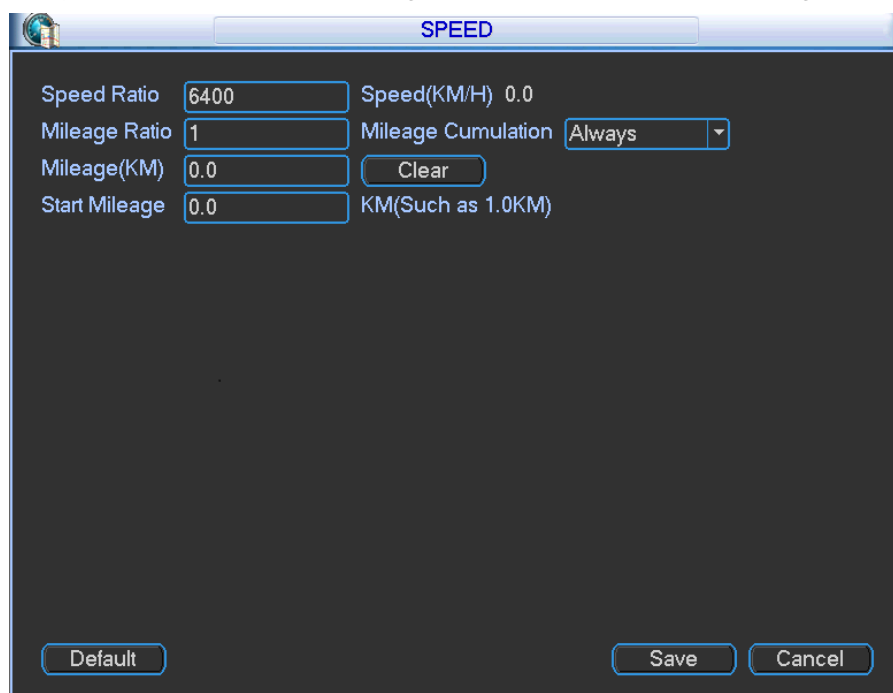 SPEED
Speed Ratio 6400 Speed(KM/H) 0.0
Mileage Ratio 1 Mileage Cumulation Always
Mileage(KM) 0.0 Clear
Start Mileage 0.0 KM(Such as 1.0KM)
Default Save Cancel